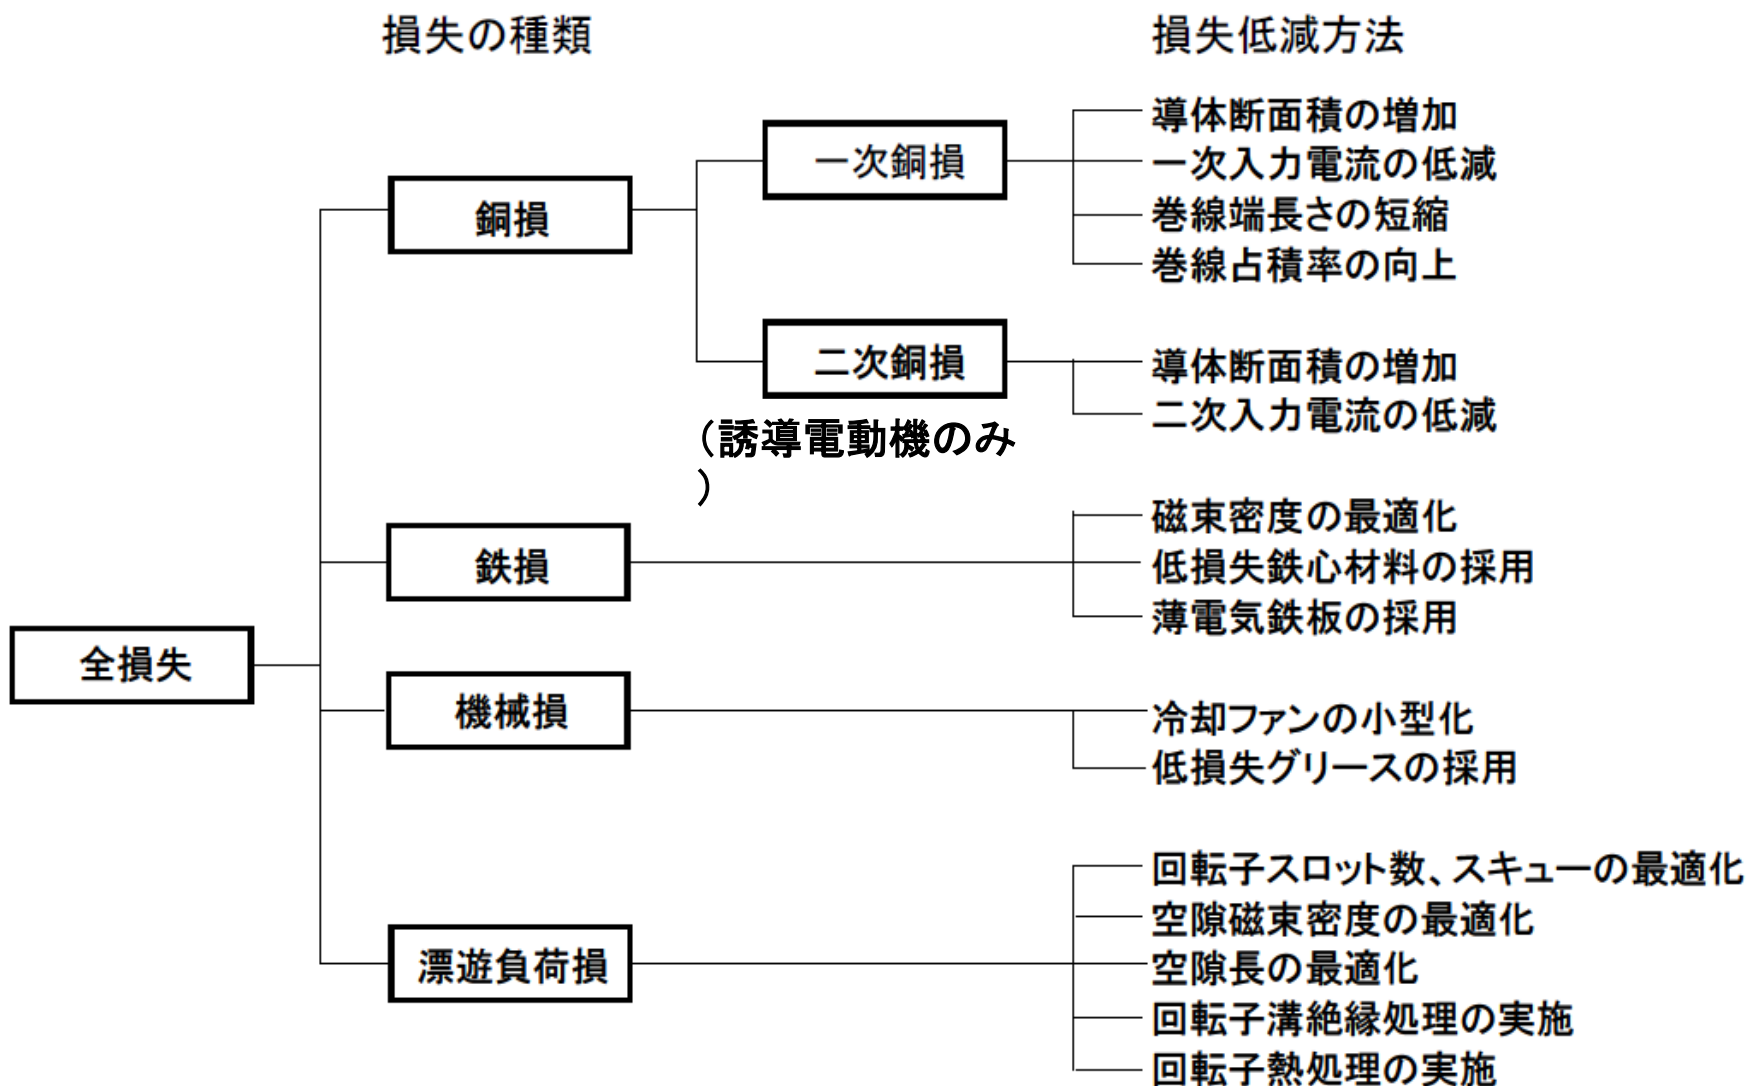 損失の種類
損失低減方法
全損失
銅損
一次銅損
導体断面積の増加
一次入力電流の低減
巻線端長さの短縮
巻線占積率の向上
二次銅損
(誘導電動機のみ
)
導体断面積の増加
二次入力電流の低減
鉄損
磁束密度の最適化
低損失鉄心材料の採用
薄電気鉄板の採用
機械損
冷却ファンの小型化
低損失グリースの採用
漂遊負荷損
回転子スロット数、スキューの最適化
空隙磁束密度の最適化
空隙長の最適化
回転子溝絶縁処理の実施
回転子熱処理の実施